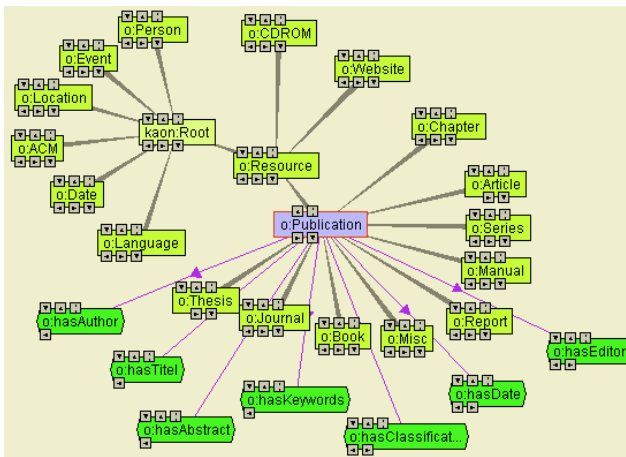 o:Person
o:CDROM
o:Event
o:Website
o:Location
kaon:Root
o:Chapter
o:ACM
o:Resource
o:Article
o:Date
o:Publication
o:Series
o:Language
o:Manual
o:Thesis
o:Journal
o:hasAuthor
o:Book
o:Misc
o:Report
o:hasEditor
o:hasTitel
o:hasKeywords
o:hasDate
o:hasAbstract
o:hasClassificat...